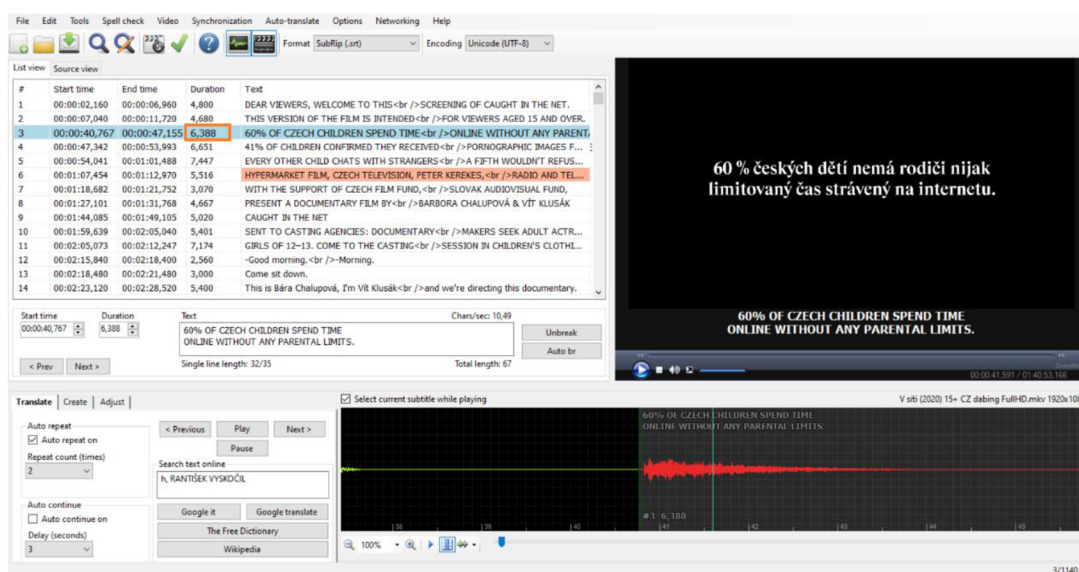 File Edit Tools Spell check Video Synchronization Auto-translate Options Networking Help
Format SubRip (.srt) Encoding Unicode (UTF-8)
List view Source view
# Start time End time Duration Text
1 00:00:02,160 00:00:06,960 4,800 DEAR VIEWERS, WELCOME TO THIS<br />SCREENING OF CAUGHT IN THE NET.
2 00:00:07,040 00:00:11,720 4,680 THIS VERSION OF THE FILM IS INTENDED<br />FOR VIEWERS AGED 15 AND OVER.
3 00:00:40,767 00:00:47,155 6,388 60% OF CZECH CHILDREN SPEND TIME<br />ONLINE WITHOUT ANY PARENT
4 00:00:47,342 00:00:53,993 6,651 41% OF CHILDREN CONFIRMED THEY RECEIVED<br />PORNOGRAPHIC IMAGES F...
5 00:00:54,041 00:01:01,488 7,447 EVERY OTHER CHILD CHATS WITH STRANGERS<br />A FIFTH WOULDN'T REFUS...
6 00:01:07,454 00:01:12,970 5,516 HYPERMARKET FILM, CZECH TELEVISION, PETER KEREKES,<br />RADIO AND TEL...
7 00:01:18,682 00:01:21,752 3,070 WITH THE SUPPORT OF CZECH FILM FUND,<br />SLOVAK AUDIOVISUAL FUND,
8 00:01:27,101 00:01:31,768 4,667 PRESENT A DOCUMENTARY FILM BY<br />BARBORA CHALUPOVÁ & VÍT KLUSÁK
9 00:01:44,085 00:01:49,105 5,020 CAUGHT IN THE NET
10 00:01:59,639 00:02:05,040 5,401 SENT TO CASTING AGENCIES: DOCUMENTARY<br />MAKERS SEEK ADULT ACTR...
11 00:02:05,073 00:02:12,247 7,174 GIRLS OF 12–13. COME TO THE CASTING<br />SESSION IN CHILDREN'S CLOTHI...
12 00:02:15,840 00:02:18,400 2,560 -Good morning.<br />-Morning.
13 00:02:18,480 00:02:21,480 3,000 Come sit down.
14 00:02:23,120 00:02:28,520 5,400 This is Bára Chalupová, I'm Vít Klusák<br />and we're directing this documentary.
Start time Duration Text Chars/sec: 10,49
00:00:40,767 6,388
60% OF CZECH CHILDREN SPEND TIME
ONLINE WITHOUT ANY PARENTAL LIMITS.
Unbreak
Auto br
< Prev Next > Single line length: 32/35 Total length: 67
60 % českých dětí nemá rodiči nijak
limitovaný čas strávený na internetu.
60% OF CZECH CHILDREN SPEND TIME
ONLINE WITHOUT ANY PARENTAL LIMITS.
00:00:41,591 / 01:40:53,166
Translate Create Adjust
Auto repeat
Auto repeat on
Repeat count (times)
2
Auto continue
Auto continue on
Delay (seconds)
3
< Previous Play Next >
Pause
Search text online
h, RANTIŠEK VYSKOČIL
Google it Google translate
The Free Dictionary
Wikipedia
Select current subtitle while playing V síti (2020) 15+ CZ dabing FullHD.mkv 1920x108
60% OF CZECH CHILDREN SPEND TIME
ONLINE WITHOUT ANY PARENTAL LIMITS.
#3 6,388
38 39 40 41 42 43 44 45
100%
3/1140